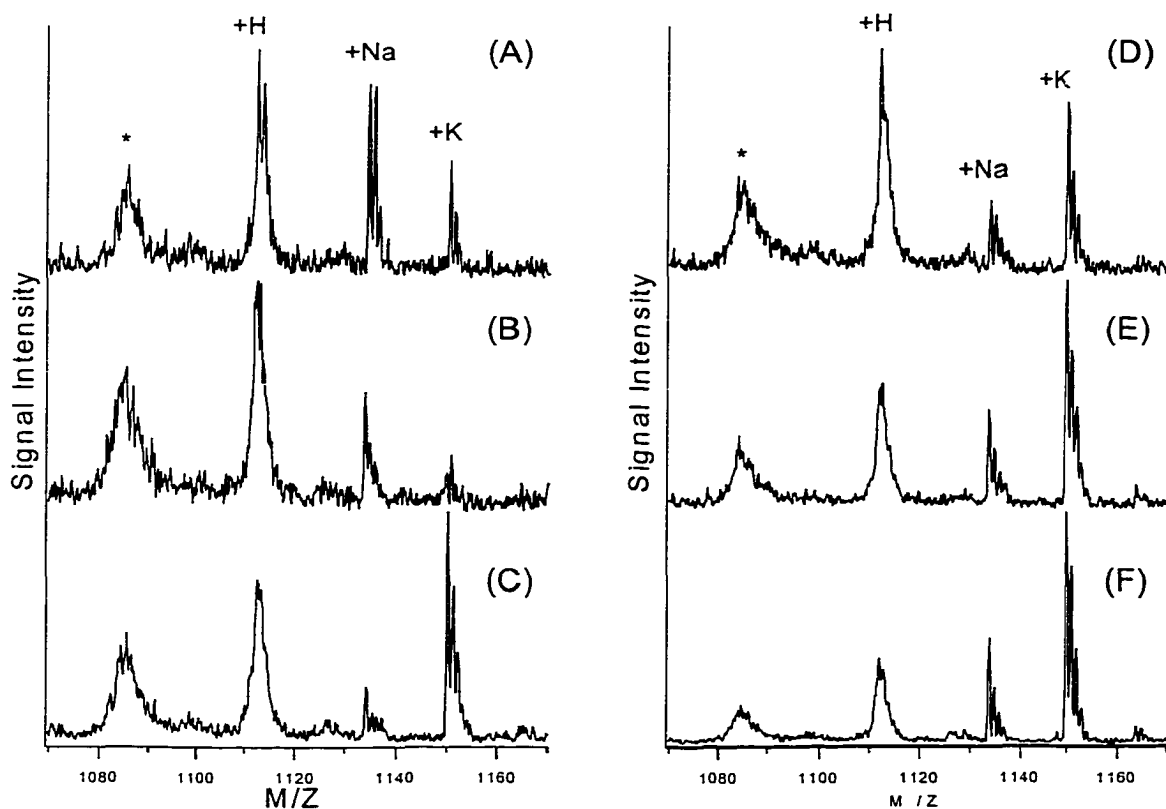 +H
+Na
+K
*
(A)
(B)
(C)
Signal Intensity
1080 1100 1120 1140 1160
M/Z
+H
+Na
+K
*
(D)
(E)
(F)
Signal Intensity
1080 1100 1120 1140 1160
M /Z